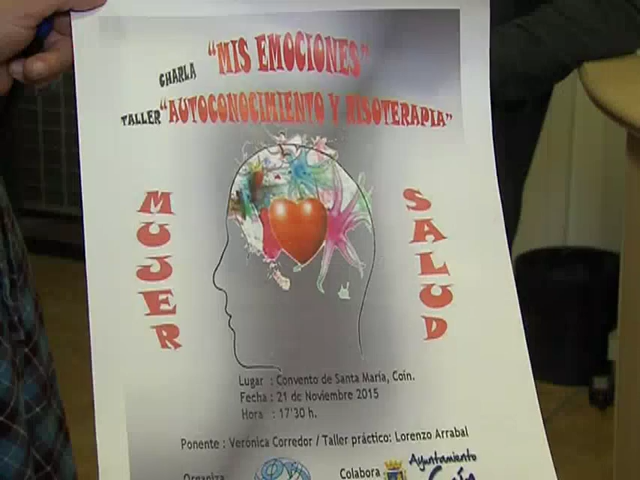 CHARLA "MIS EMOCIONES"
TALLER "AUTOCONOCIMIENTO Y RISOTERAPIA"
MUJER
SALUD
Lugar : Convento de Santa María, Coín.
Fecha : 21 de Noviembre 2015
Hora : 17'30 h.
Ponente : Verónica Corredor / Taller práctico: Lorenzo Arrabal
Organiza
Colabora
Ayuntamiento